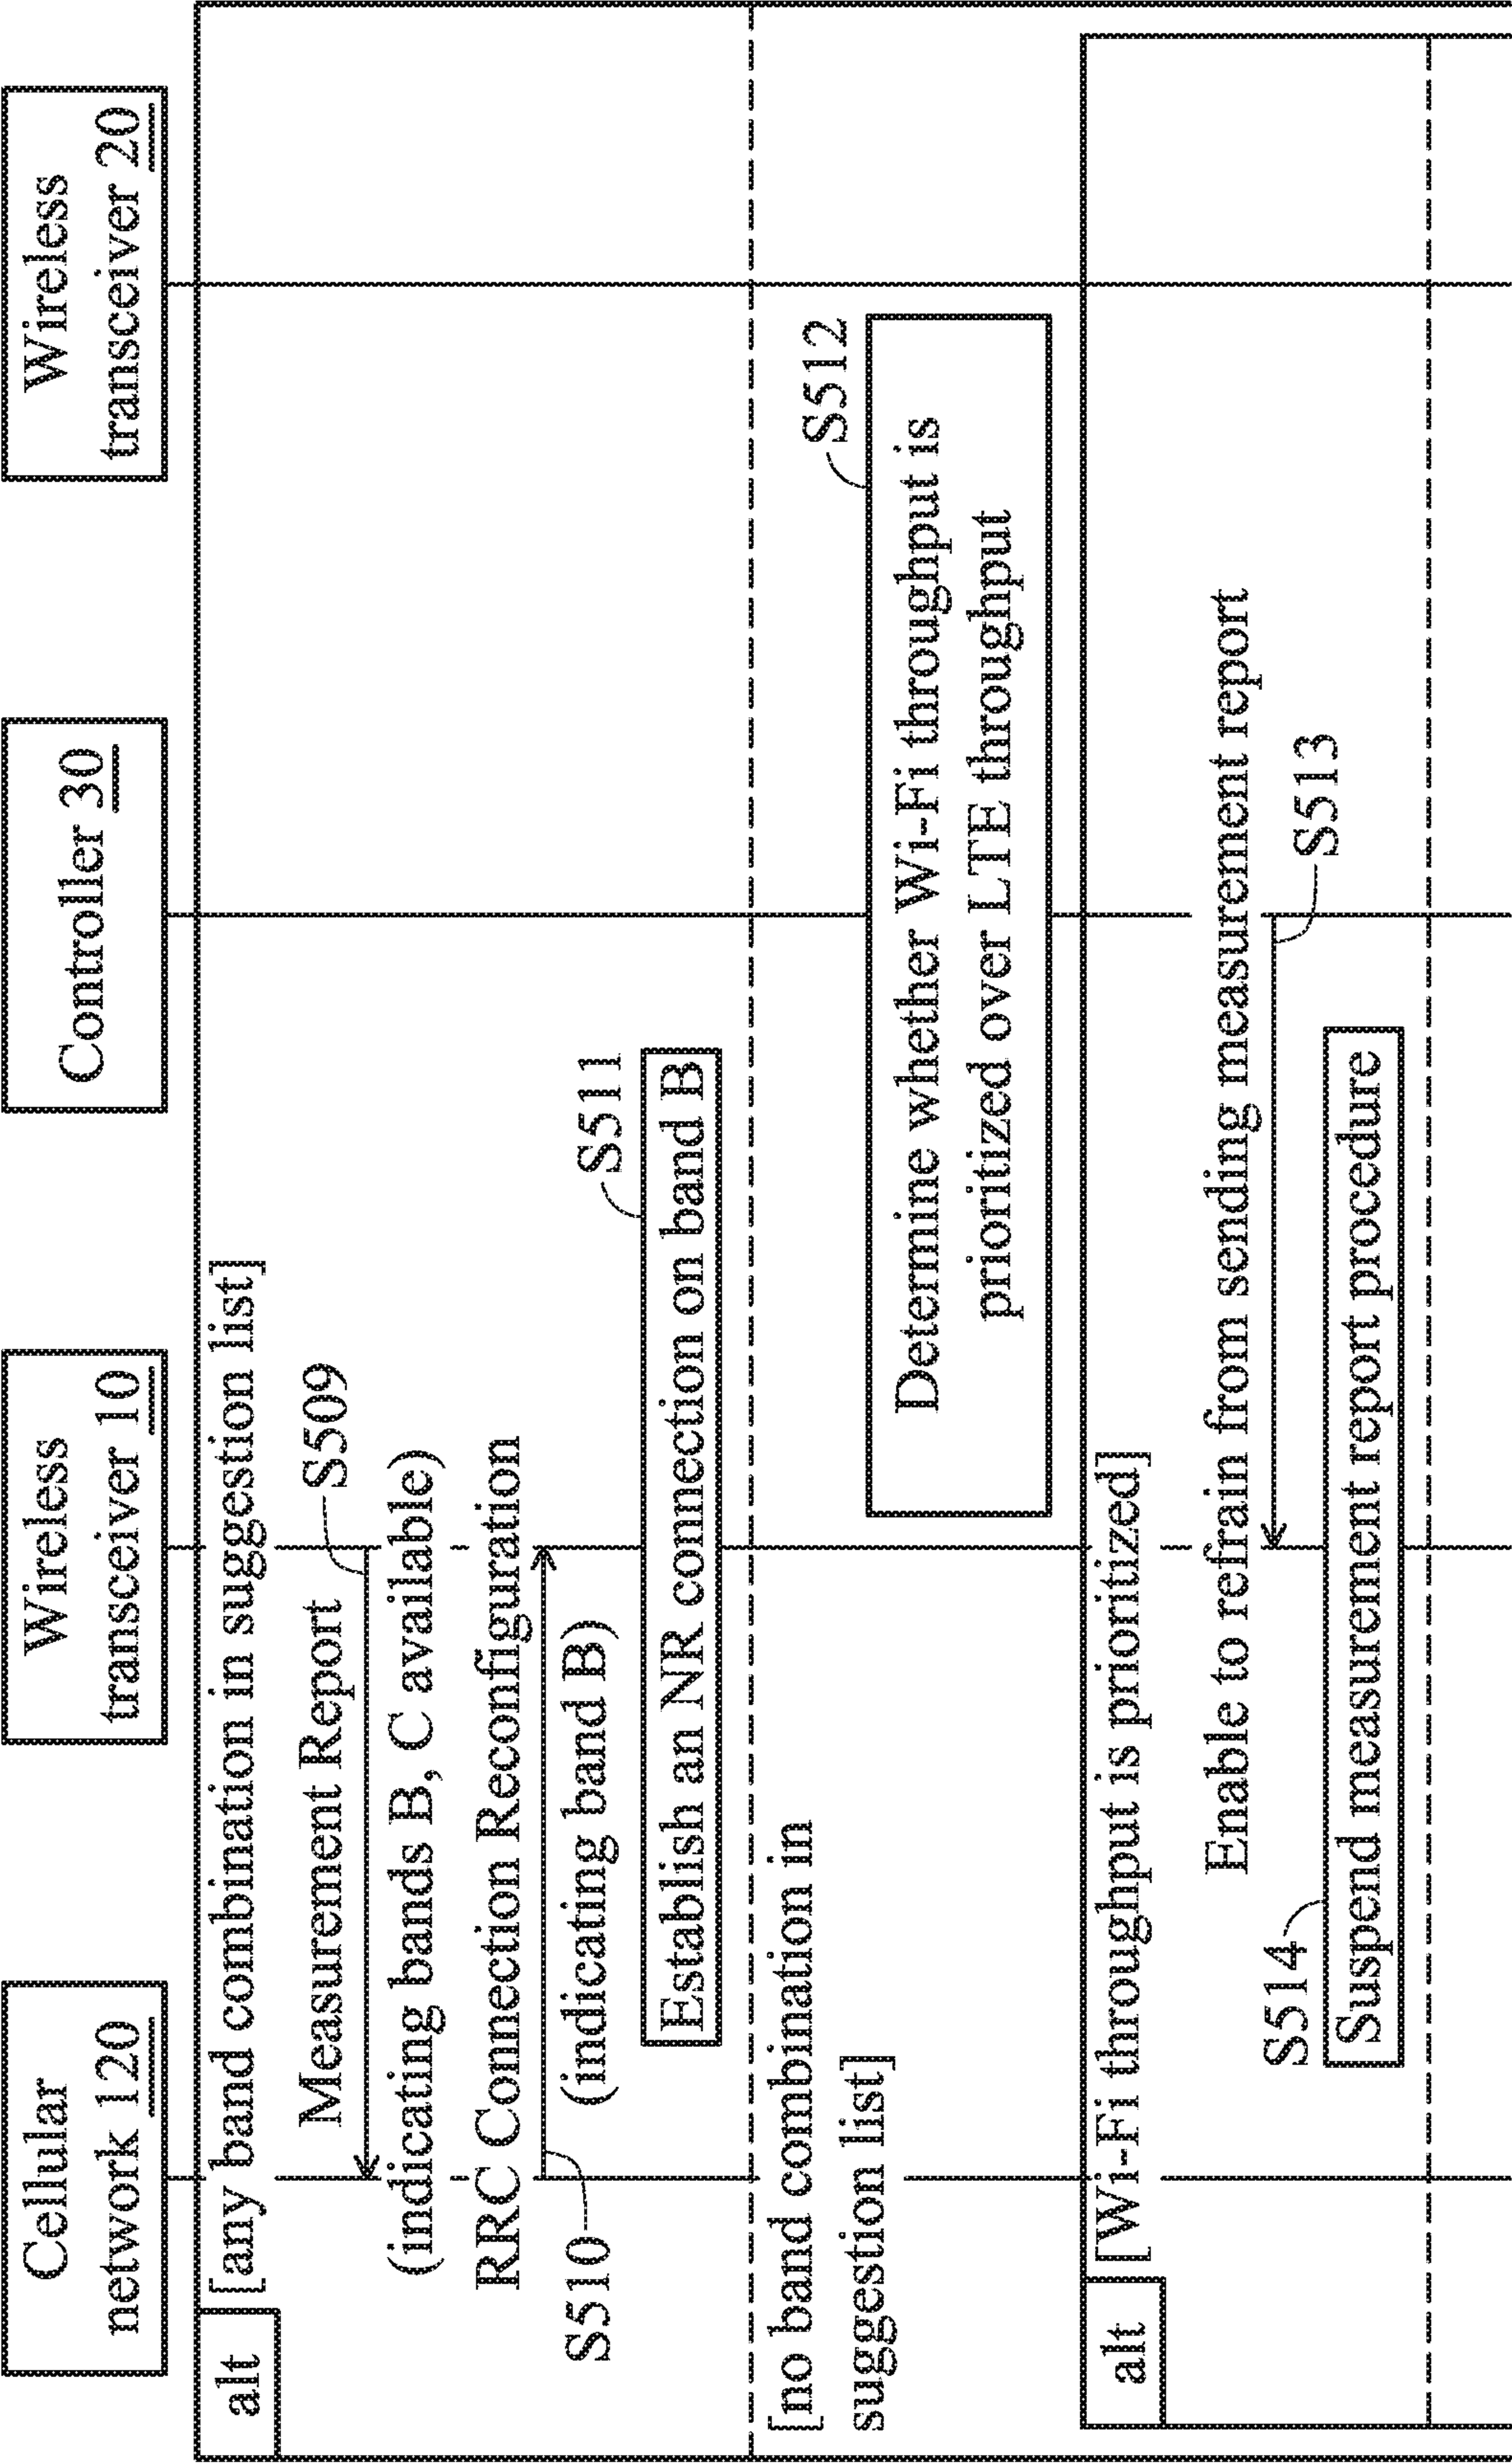 Cellular
network 120
Wireless
transceiver 10
Controller 30
Wireless
transceiver 20
alt
[any band combination in suggestion list]
Measurement Report
S509
(indicating bands B, C available)
RRC Connection Reconfiguration
S510
(indicating band B)
S511
Establish an NR connection on band B
[no band combination in
suggestion list]
S512
Determine whether Wi-Fi throughput is
prioritized over LTE throughput
alt
[Wi-Fi throughput is prioritized]
Enable to refrain from sending measurement report
S513
S514
Suspend measurement report procedure